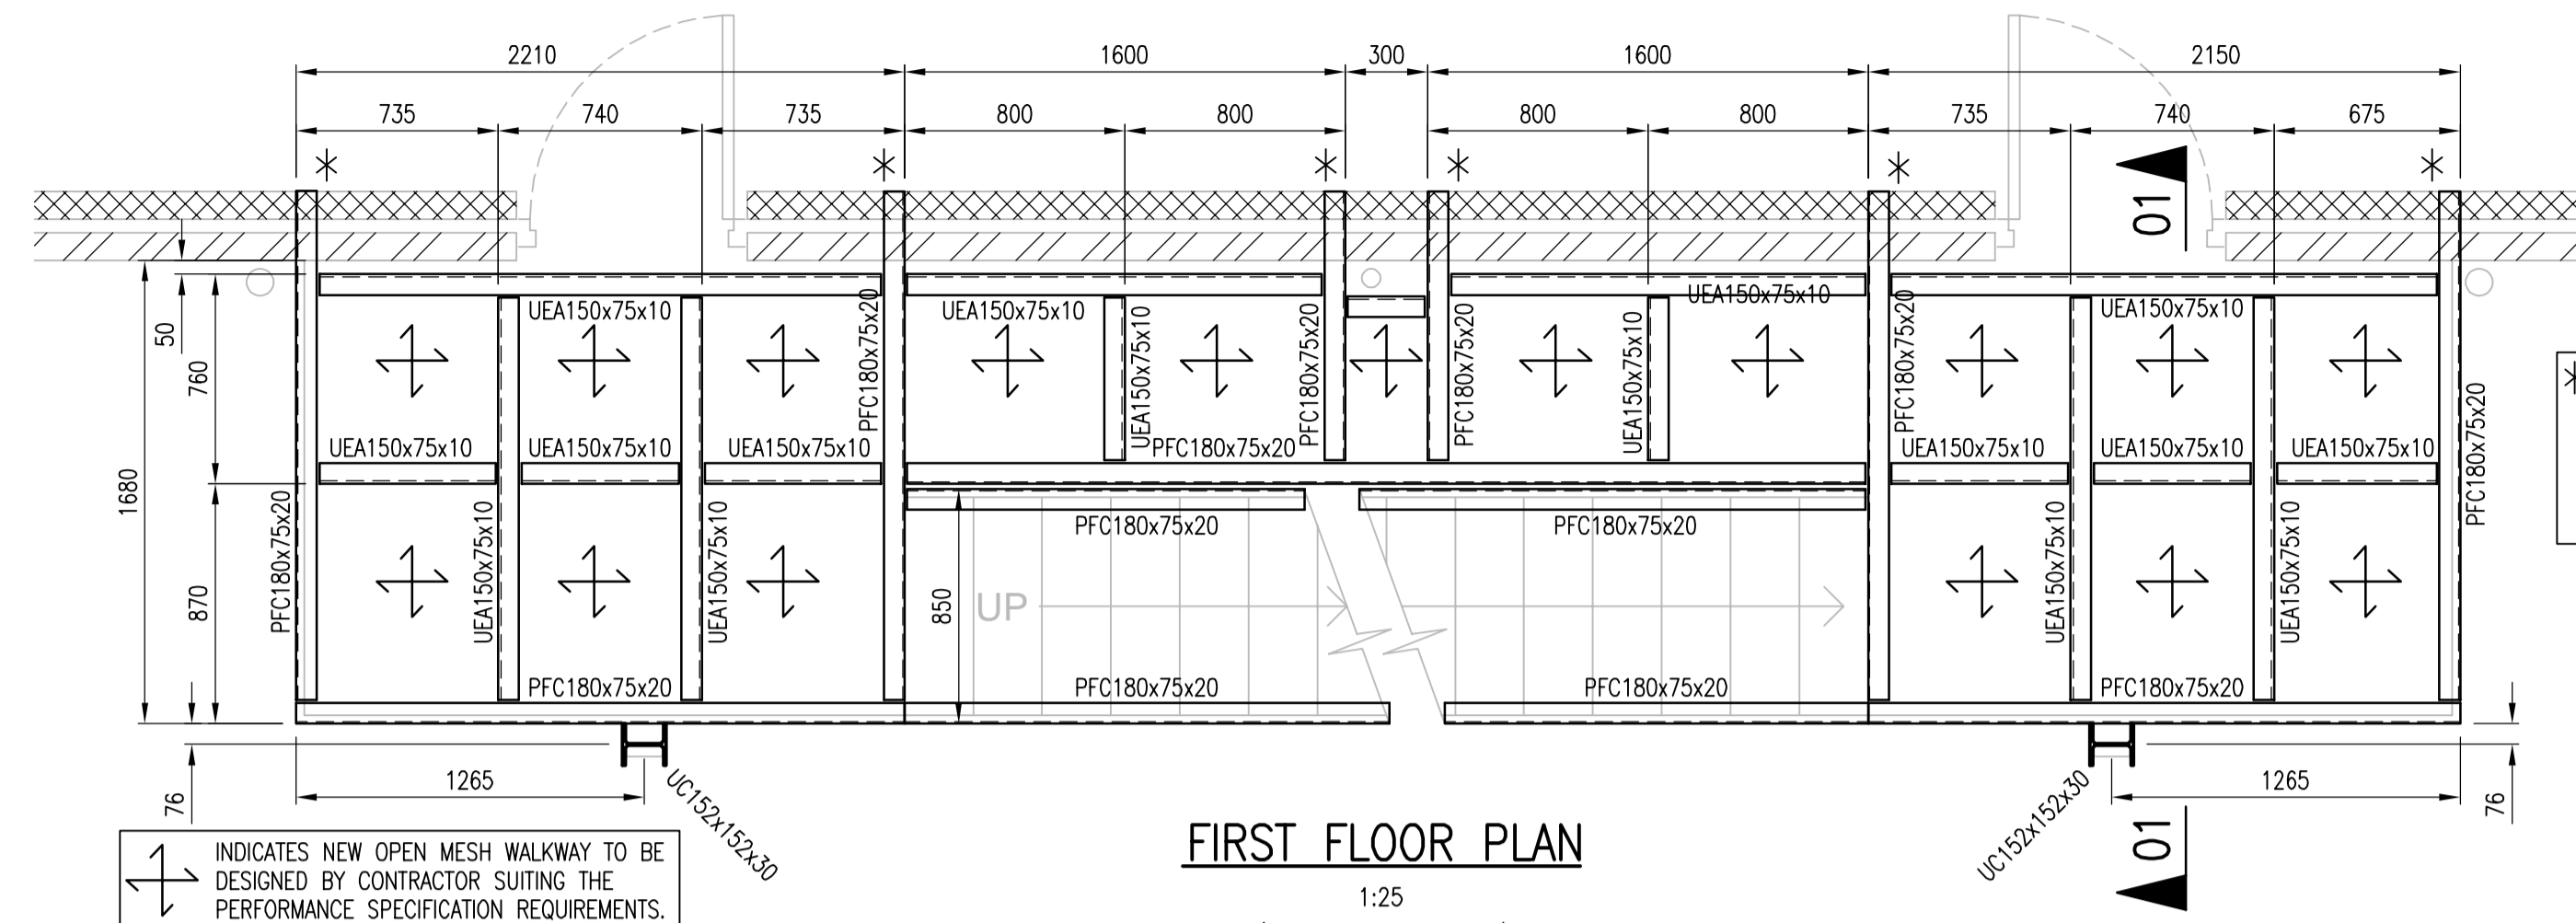 2210
1600
300
1600
2150
735
740
735
800
800
800
800
735
740
675
*
*
*
*
*
*
01
*
50
760
1680
870
UEA150x75x10
PFC180x75x20
UEA150x75x10
UEA150x75x10
PFC180x75x20
PFC180x75x20
UEA150x75x10
UEA150x75x10
PFC180x75x20
UEA150x75x10
UEA150x75x10
UEA150x75x10
UEA150x75x10
PFC180x75x20
UEA150x75x10
UEA150x75x10
UEA150x75x10
PFC180x75x20
PFC180x75x20
UEA150x75x10
UEA150x75x10
PFC180x75x20
PFC180x75x20
UEA150x75x10
UEA150x75x10
850
UP
PFC180x75x20
PFC180x75x20
PFC180x75x20
PFC180x75x20
1265
76
UC152x152x30
UC152x152x30
1265
76
01
FIRST FLOOR PLAN
1:25
INDICATES NEW OPEN MESH WALKWAY TO BE
DESIGNED BY CONTRACTOR SUITING THE
PERFORMANCE SPECIFICATION REQUIREMENTS.